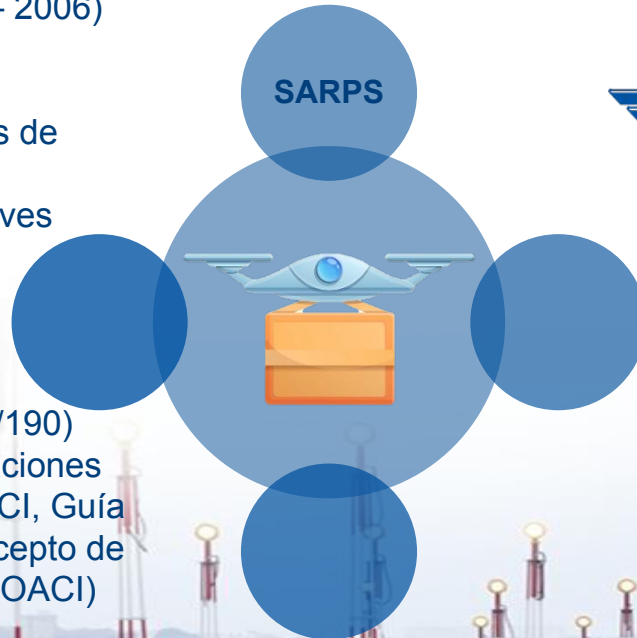 - 2006)
SARPS
s de
ves
/190)
ciones
CI, Guía
cepto de
OACI)